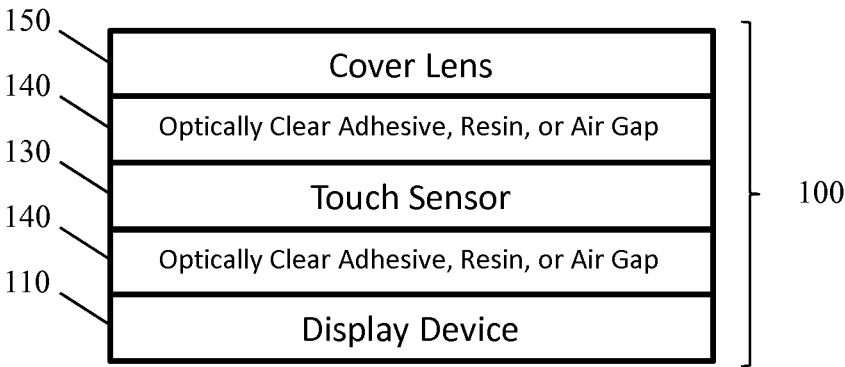 150
Cover Lens
140
Optically Clear Adhesive, Resin, or Air Gap
130
Touch Sensor
100
140
Optically Clear Adhesive, Resin, or Air Gap
110
Display Device